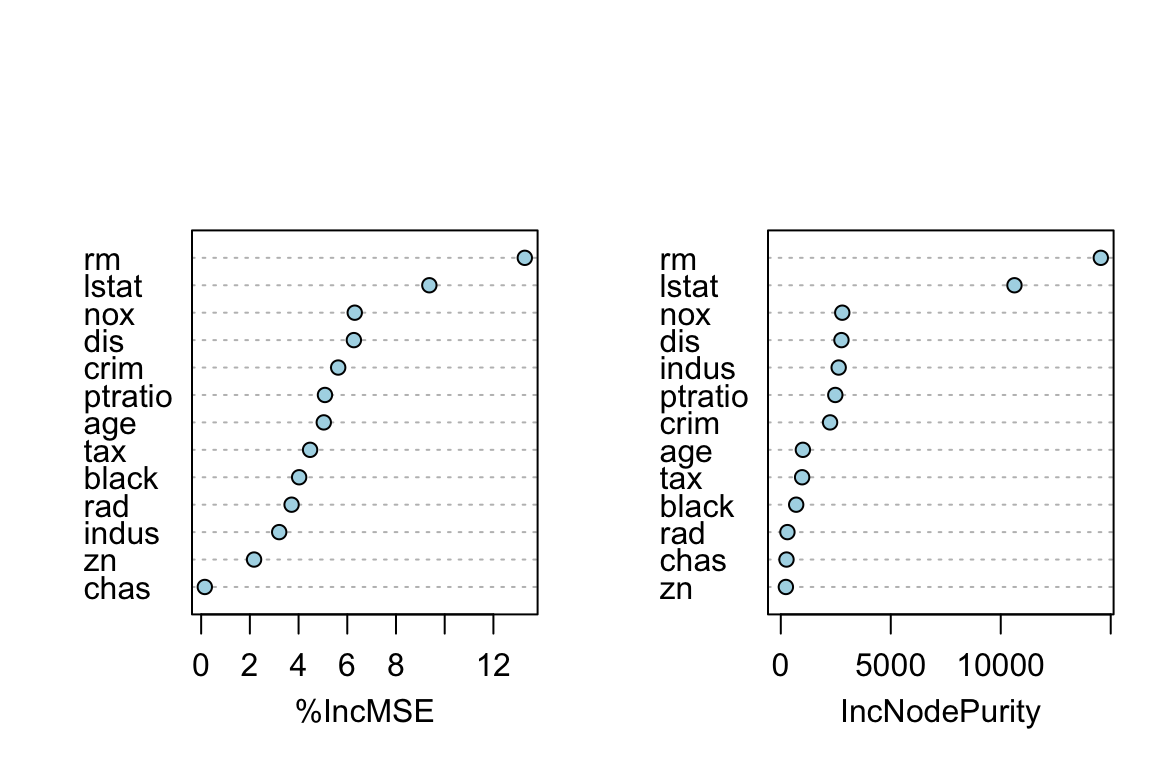 rm
lstat
nox
dis
crim
ptratio
age
tax
black
rad
indus
zn
chas
0 2 4 6 8 12
%IncMSE
rm
lstat
nox
dis
indus
ptratio
crim
age
tax
black
rad
chas
zn
0 5000 10000
IncNodePurity